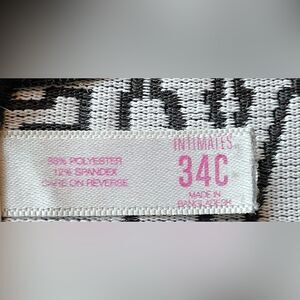 88% POLYESTER
12% SPANDEX
CARE ON REVERSE
INTIMATES
34C
MADE IN
BANGLADESH